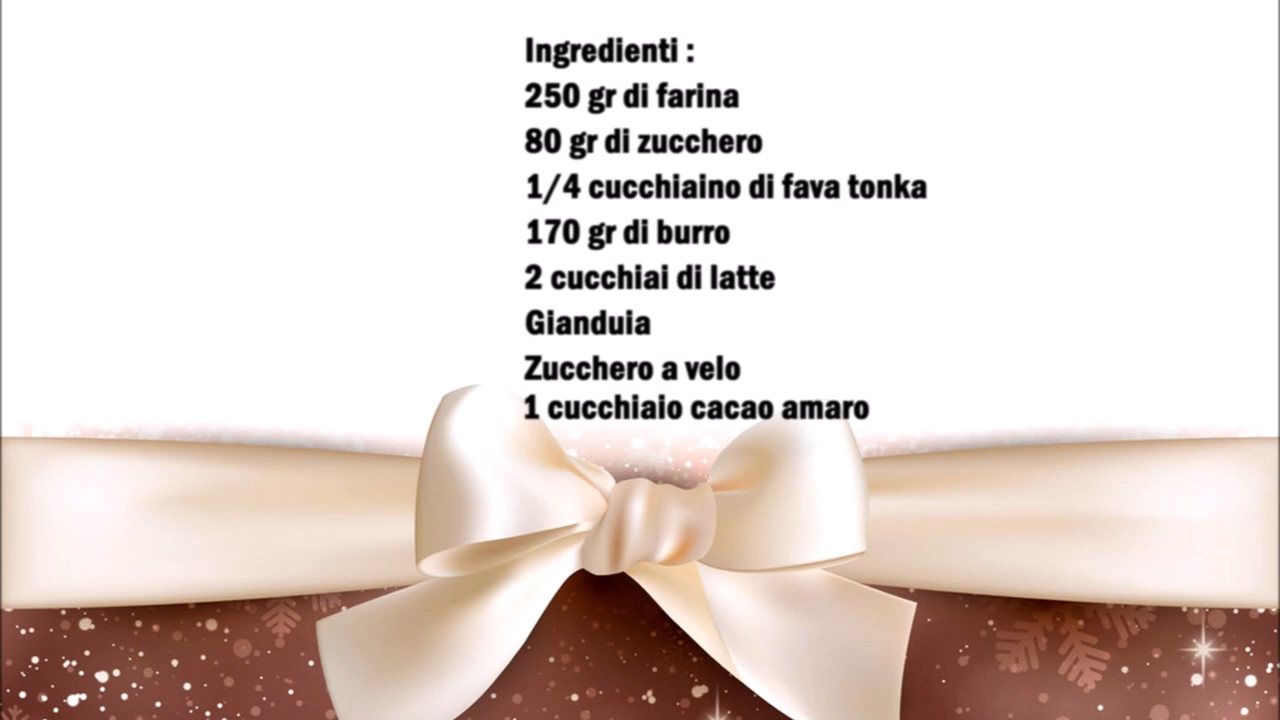 Ingredienti :
250 gr di farina
80 gr di zucchero
1/4 cucchiaino di fava tonka
170 gr di burro
2 cucchiai di latte
Gianduia
Zucchero a velo
1 cucchiaio cacao amaro